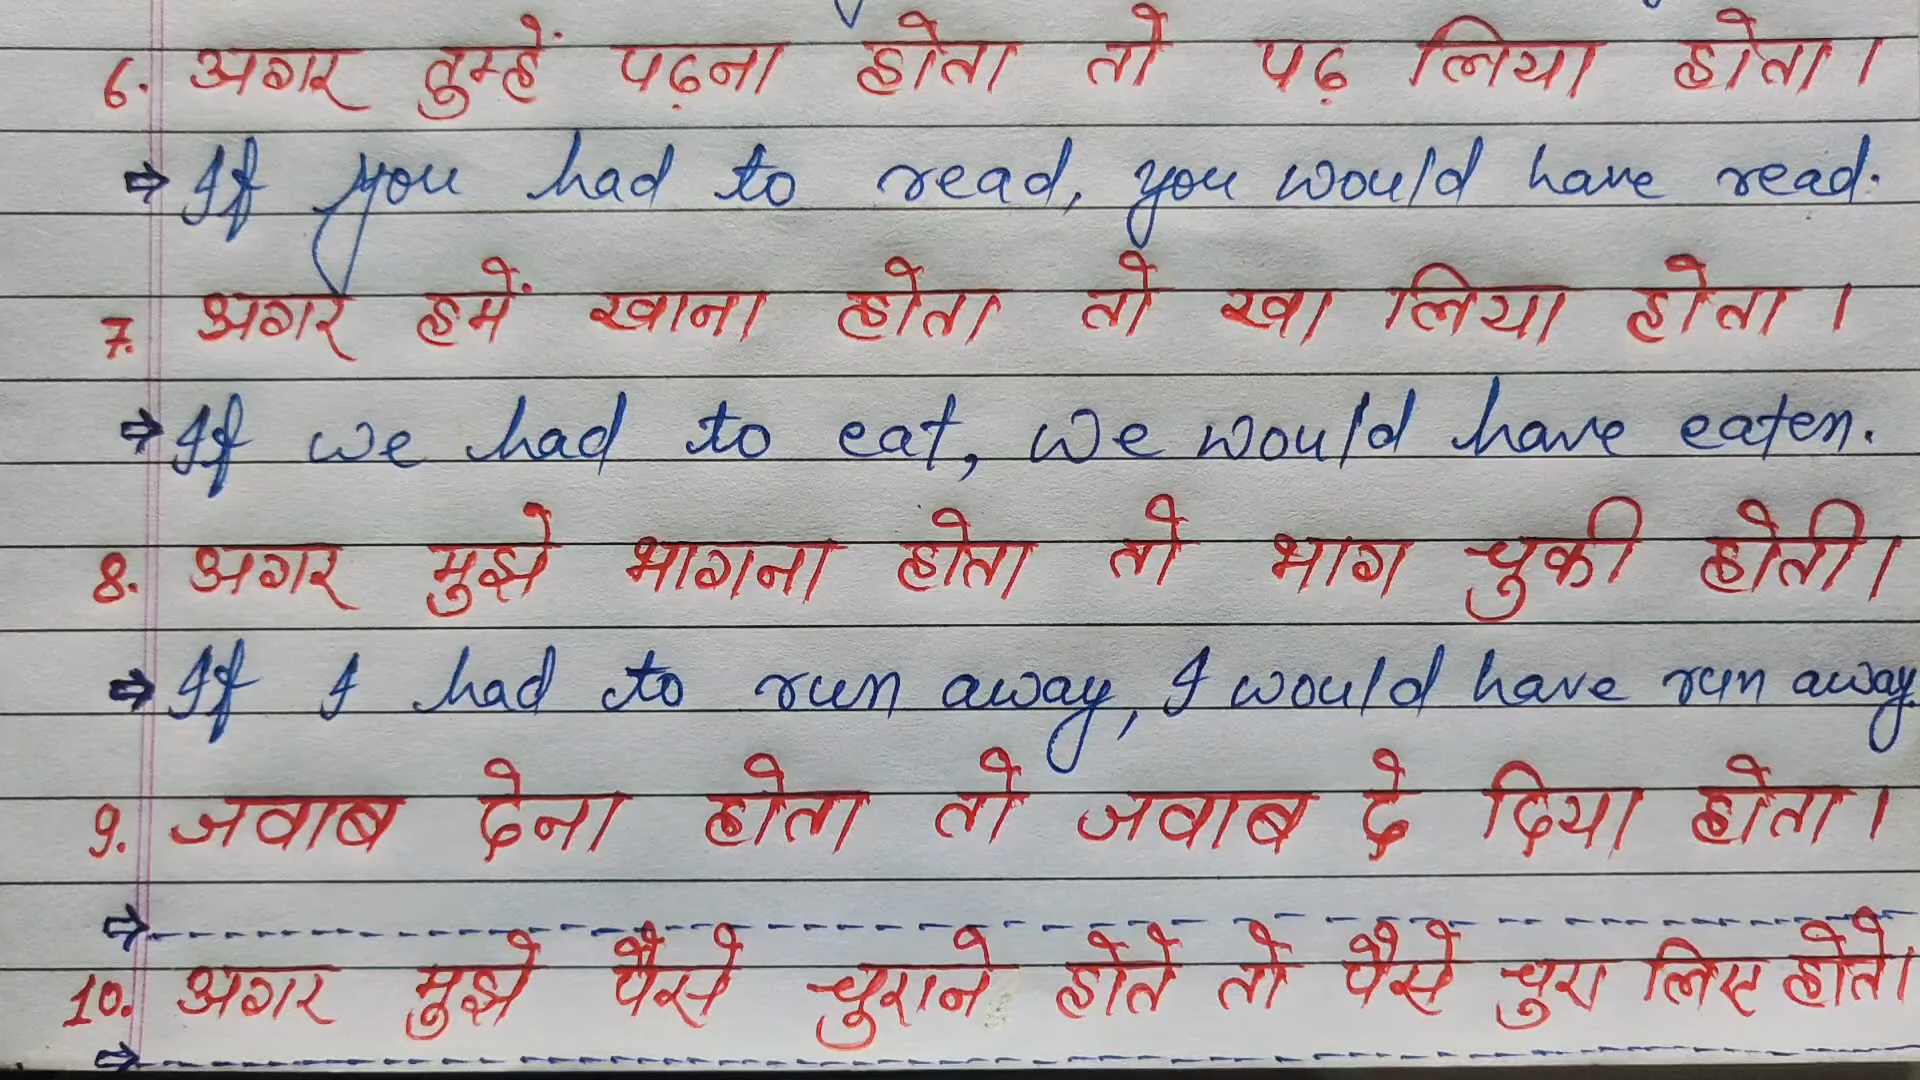 6. अगर तुम्हें पढ़ना होता तो पढ़ लिया होता।
⇒ If you had to read, you would have read.
7. अगर हमें खाना होता तो खा लिया होता।
⇒ If we had to eat, we would have eaten.
8. अगर मुझे भागना होता तो भाग चुकी होती।
⇒ If I had to run away, I would have run away.
9. जवाब देना होता तो जवाब दे दिया होता।
⇒
10. अगर मुझे पैसे चुराने होते तो पैसे चुरा लिए होते।
⇒